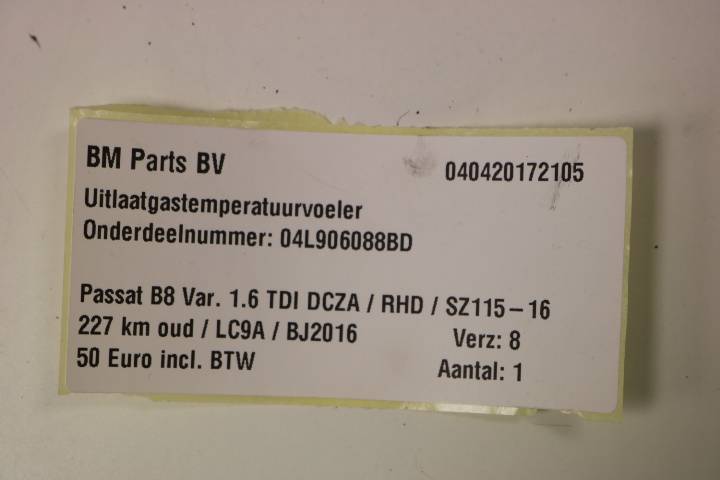 BM Parts BV 040420172105
Uitlaatgastemperatuurvoeler
Onderdeelnummer: 04L906088BD
Passat B8 Var. 1.6 TDI DCZA / RHD / SZ115-16
227 km oud / LC9A / BJ2016 Verz: 8
50 Euro incl. BTW Aantal: 1